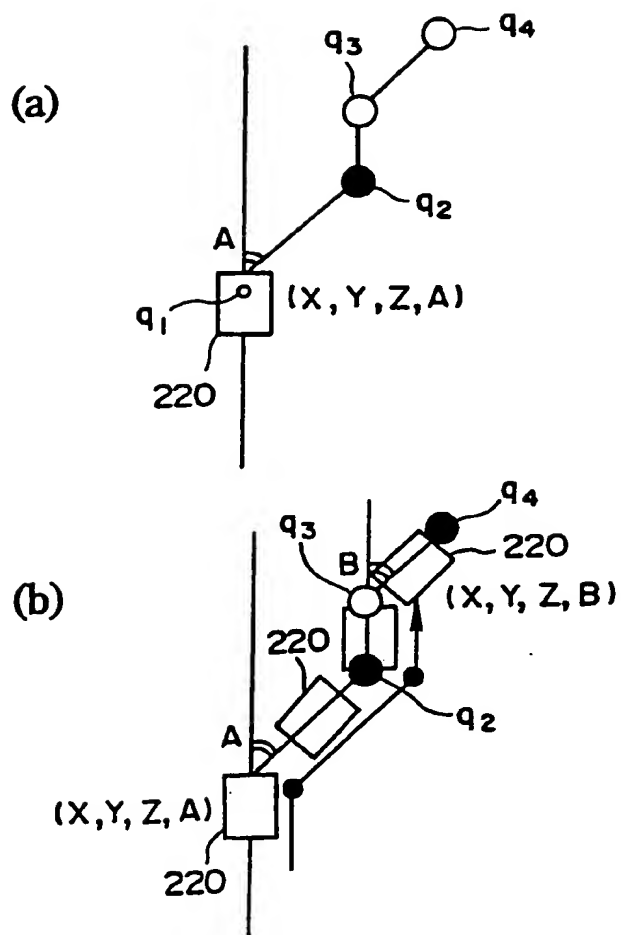 (a)
q3
q4
q2
A
q1
(X, Y, Z, A)
220
(b)
q3
q4
B
220
(X, Y, Z, B)
220
q2
A
(X, Y, Z, A)
220